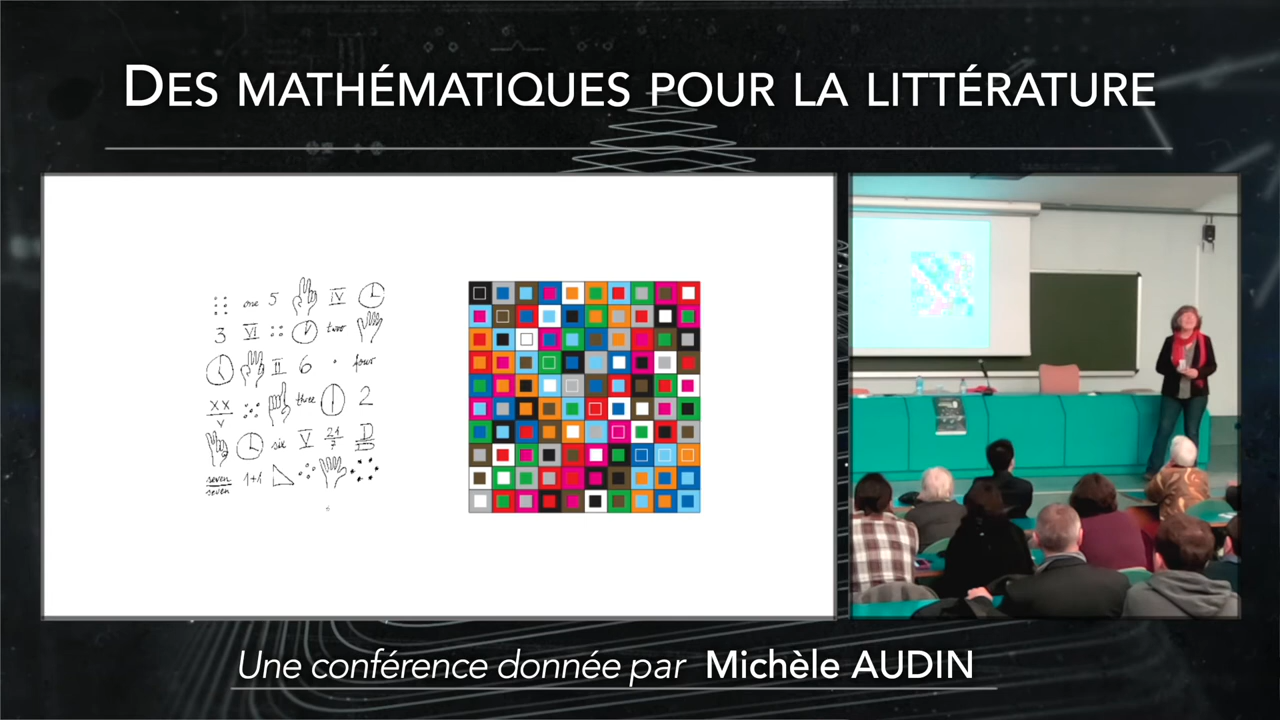 DES MATHÉMATIQUES POUR LA LITTÉRATURE
one 5 IV
3 VI two
II 6 four
XX three 2
V
six V 21 D
7
seven 1+1
seven
Une conférence donnée par Michèle AUDIN